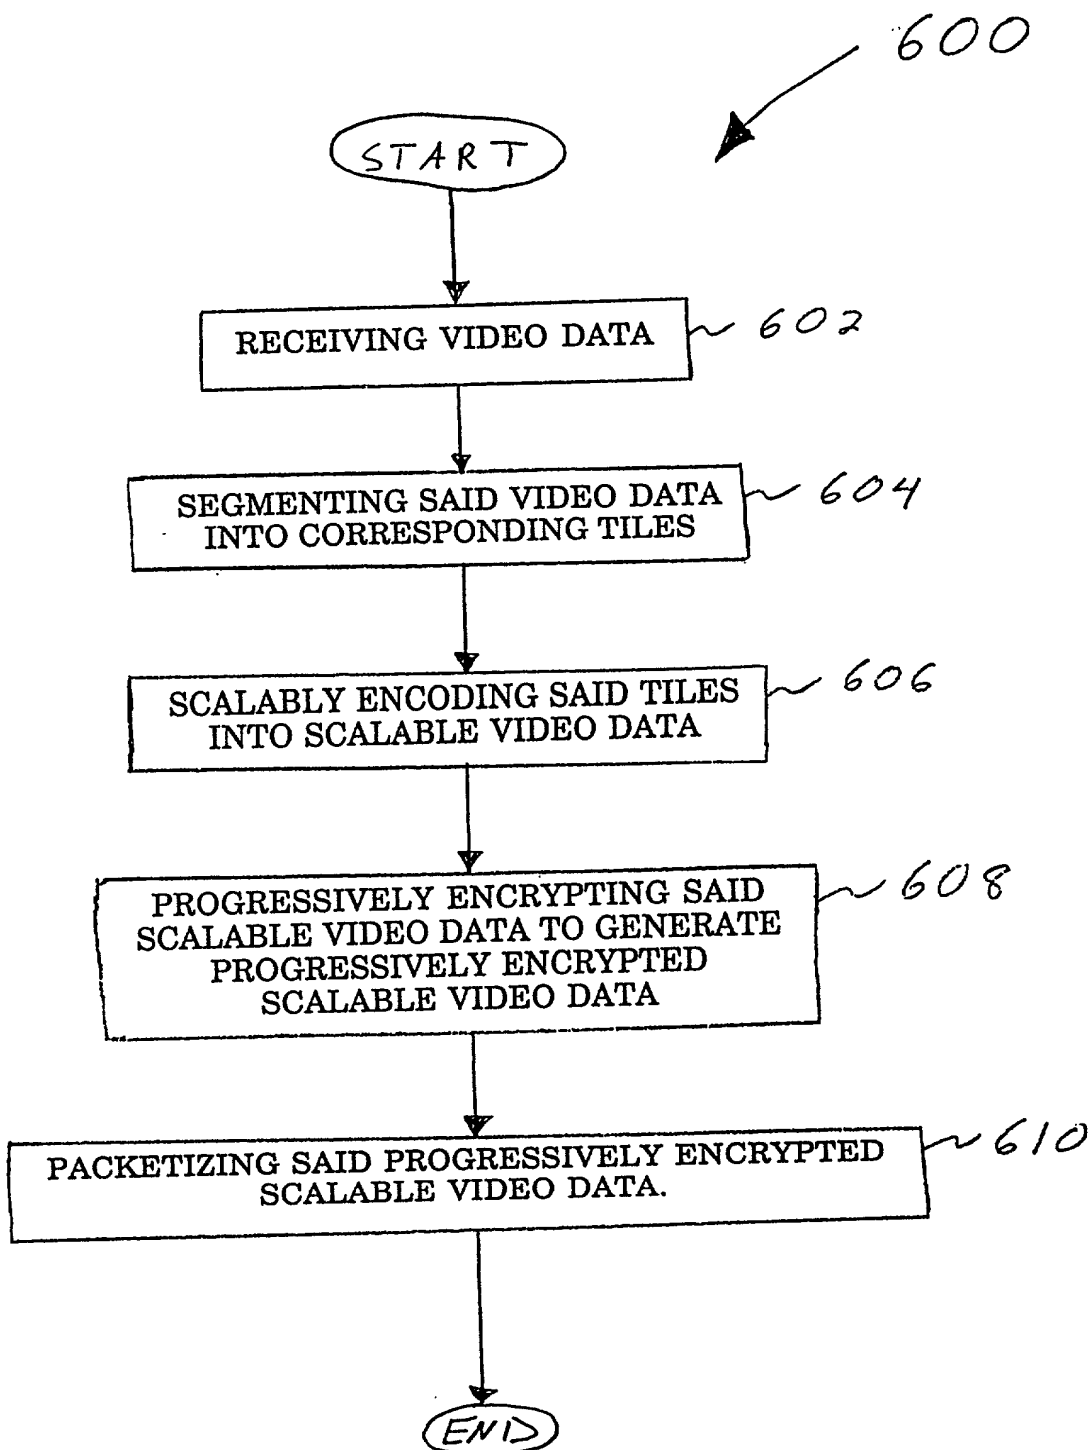 600
START
RECEIVING VIDEO DATA
602
SEGMENTING SAID VIDEO DATA
INTO CORRESPONDING TILES
604
SCALABLY ENCODING SAID TILES
INTO SCALABLE VIDEO DATA
606
PROGRESSIVELY ENCRYPTING SAID
SCALABLE VIDEO DATA TO GENERATE
PROGRESSIVELY ENCRYPTED
SCALABLE VIDEO DATA
608
PACKETIZING SAID PROGRESSIVELY ENCRYPTED
SCALABLE VIDEO DATA.
610
END